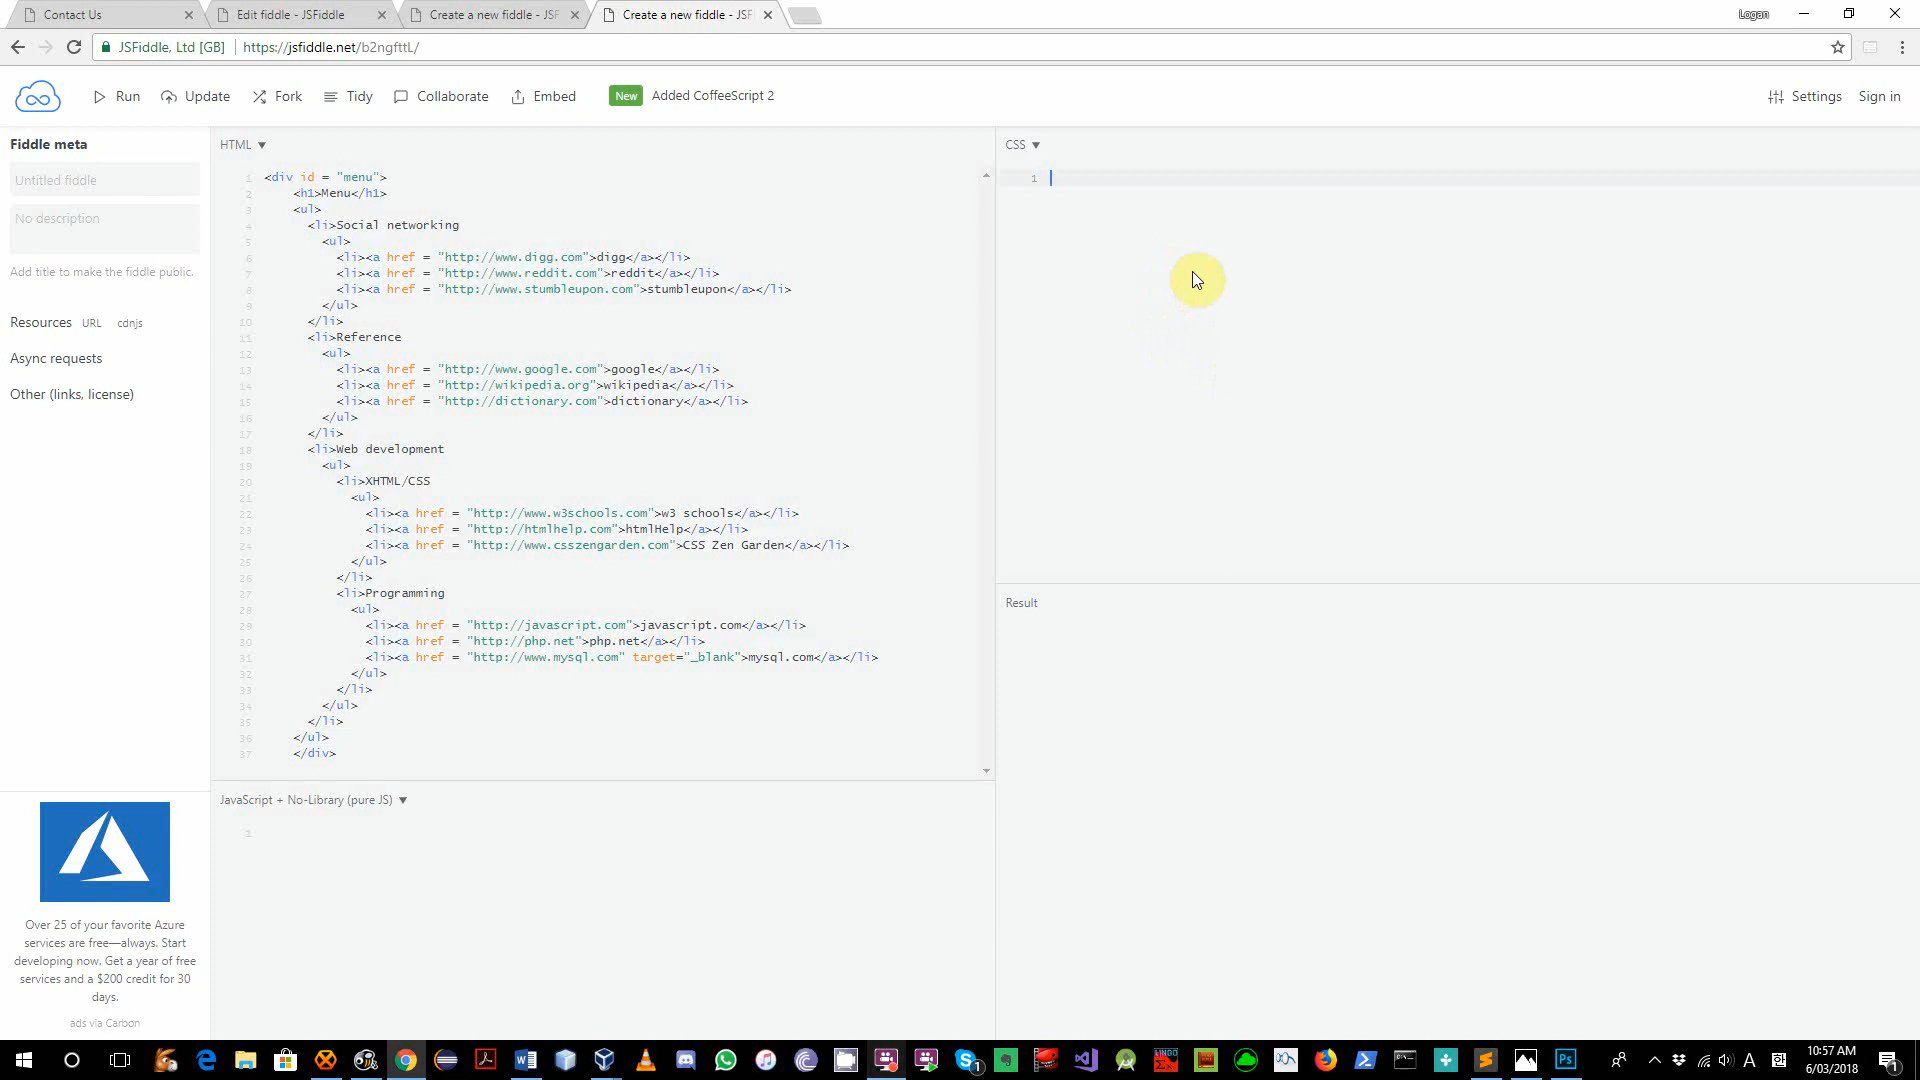 Contact Us
Edit fiddle - JSFiddle
Create a new fiddle - JSF
Create a new fiddle - JSF
Logan
JSFiddle, Ltd [GB]
https://jsfiddle.net/b2ngfttL/
Run
Update
Fork
Tidy
Collaborate
Embed
New
Added CoffeeScript 2
Settings
Sign in
Fiddle meta
Untitled fiddle
No description
Add title to make the fiddle public.
Resources URL cdnjs
Async requests
Other (links, license)
HTML ▼
1 <div id = "menu">
2 <h1>Menu</h1>
3 <ul>
4 <li>Social networking
5 <ul>
6 <li><a href = "http://www.digg.com">digg</a></li>
7 <li><a href = "http://www.reddit.com">reddit</a></li>
8 <li><a href = "http://www.stumbleupon.com">stumbleupon</a></li>
9 </ul>
10 </li>
11 <li>Reference
12 <ul>
13 <li><a href = "http://www.google.com">google</a></li>
14 <li><a href = "http://wikipedia.org">wikipedia</a></li>
15 <li><a href = "http://dictionary.com">dictionary</a></li>
16 </ul>
17 </li>
18 <li>Web development
19 <ul>
20 <li>XHTML/CSS
21 <ul>
22 <li><a href = "http://www.w3schools.com">w3 schools</a></li>
23 <li><a href = "http://htmlhelp.com">htmlHelp</a></li>
24 <li><a href = "http://www.csszengarden.com">CSS Zen Garden</a></li>
25 </ul>
26 </li>
27 <li>Programming
28 <ul>
29 <li><a href = "http://javascript.com">javascript.com</a></li>
30 <li><a href = "http://php.net">php.net</a></li>
31 <li><a href = "http://www.mysql.com" target="_blank">mysql.com</a></li>
32 </ul>
33 </li>
34 </ul>
35 </li>
36 </ul>
37 </div>
JavaScript + No-Library (pure JS) ▼
1
CSS ▼
1
Result
Over 25 of your favorite Azure
services are free—always. Start
developing now. Get a year of free
services and a $200 credit for 30
days.
ads via Carbon
LINDO
Ps
A
10:57 AM
6/03/2018
1
1